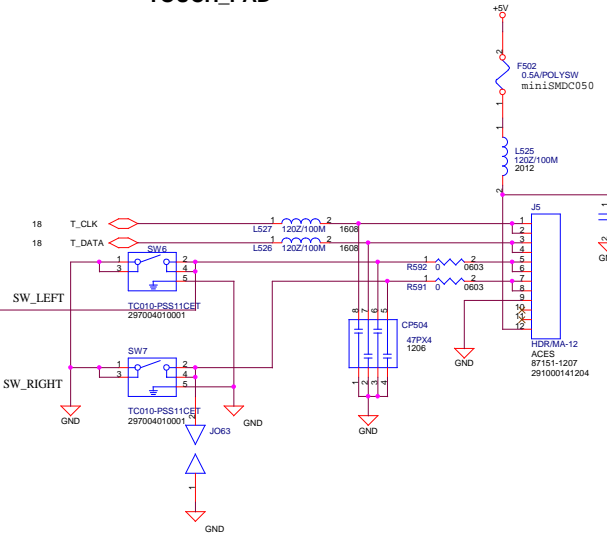 +5V
2
F502
0.5A/POLYSW
miniSMDC050
1
1
L525
120Z/100M
2012
2
1
J5
18 T_CLK 1 2 1
L527 120Z/100M 1608 2
18 T_DATA 1 2 3
L526 120Z/100M 1608 4
SW6
1 2 1 2 5
3 R592 0 0603 6
5 1 2 7
R591 0 0603 8
9
10
11
12
SW_LEFT
TC010-PSS11CET
297004010001
8 7 6 5
CP504
47PX4
1206
1 2 3 4
HDR/MA-12
ACES
87151-1207
291000141204
GND
SW7
1 2
3 4
5
SW_RIGHT
TC010-PSS11CET
297004010001
GND
GND
GND
2
JO63
1
GND